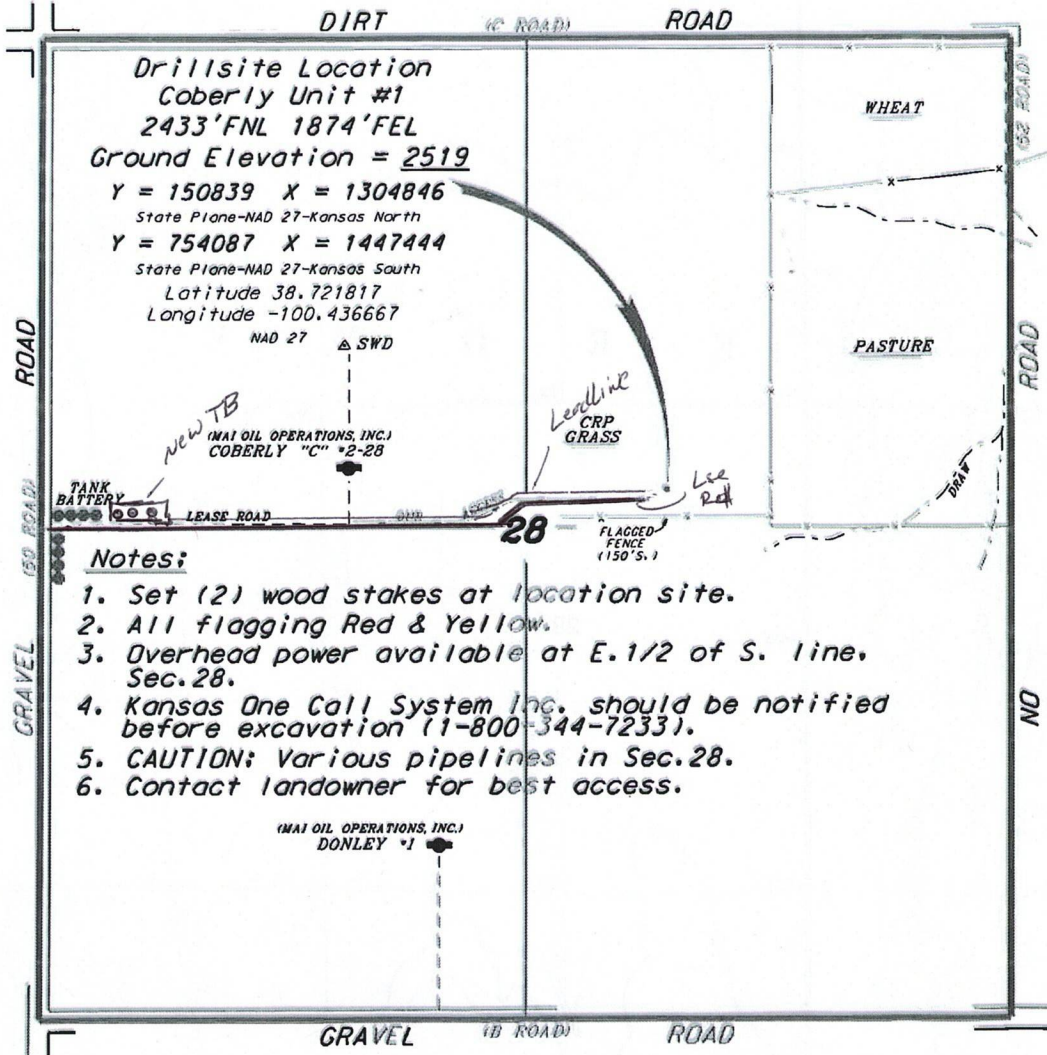 DIRT (C ROAD) ROAD
Drillsite Location
Coberly Unit #1
2433'FNL 1874'FEL
Ground Elevation = 2519
Y = 150839 X = 1304846
State Plane-NAD 27-Kansas North
Y = 754087 X = 1447444
State Plane-NAD 27-Kansas South
Latitude 38.721817
Longitude -100.436667
NAD 27
SWD
WHEAT
(52 ROAD)
PASTURE
ROAD
ROAD
New TB
(MAI OIL OPERATIONS, INC.)
COBERLY "C" #2-28
Leadline
CRP
GRASS
Lse
TANK
BATTERY
LEASE ROAD
ACCESS
28
FLAGGED
FENCE
(150'S.)
DRAW
(50 ROAD)
GRAVEL
NO
Notes:
1. Set (2) wood stakes at location site.
2. All flagging Red & Yellow.
3. Overhead power available at E.1/2 of S. line,
Sec.28.
4. Kansas One Call System Inc. should be notified
before excavation (1-800-344-7233).
5. CAUTION: Various pipelines in Sec.28.
6. Contact landowner for best access.
(MAI OIL OPERATIONS, INC.)
DONLEY #1
GRAVEL (B ROAD) ROAD